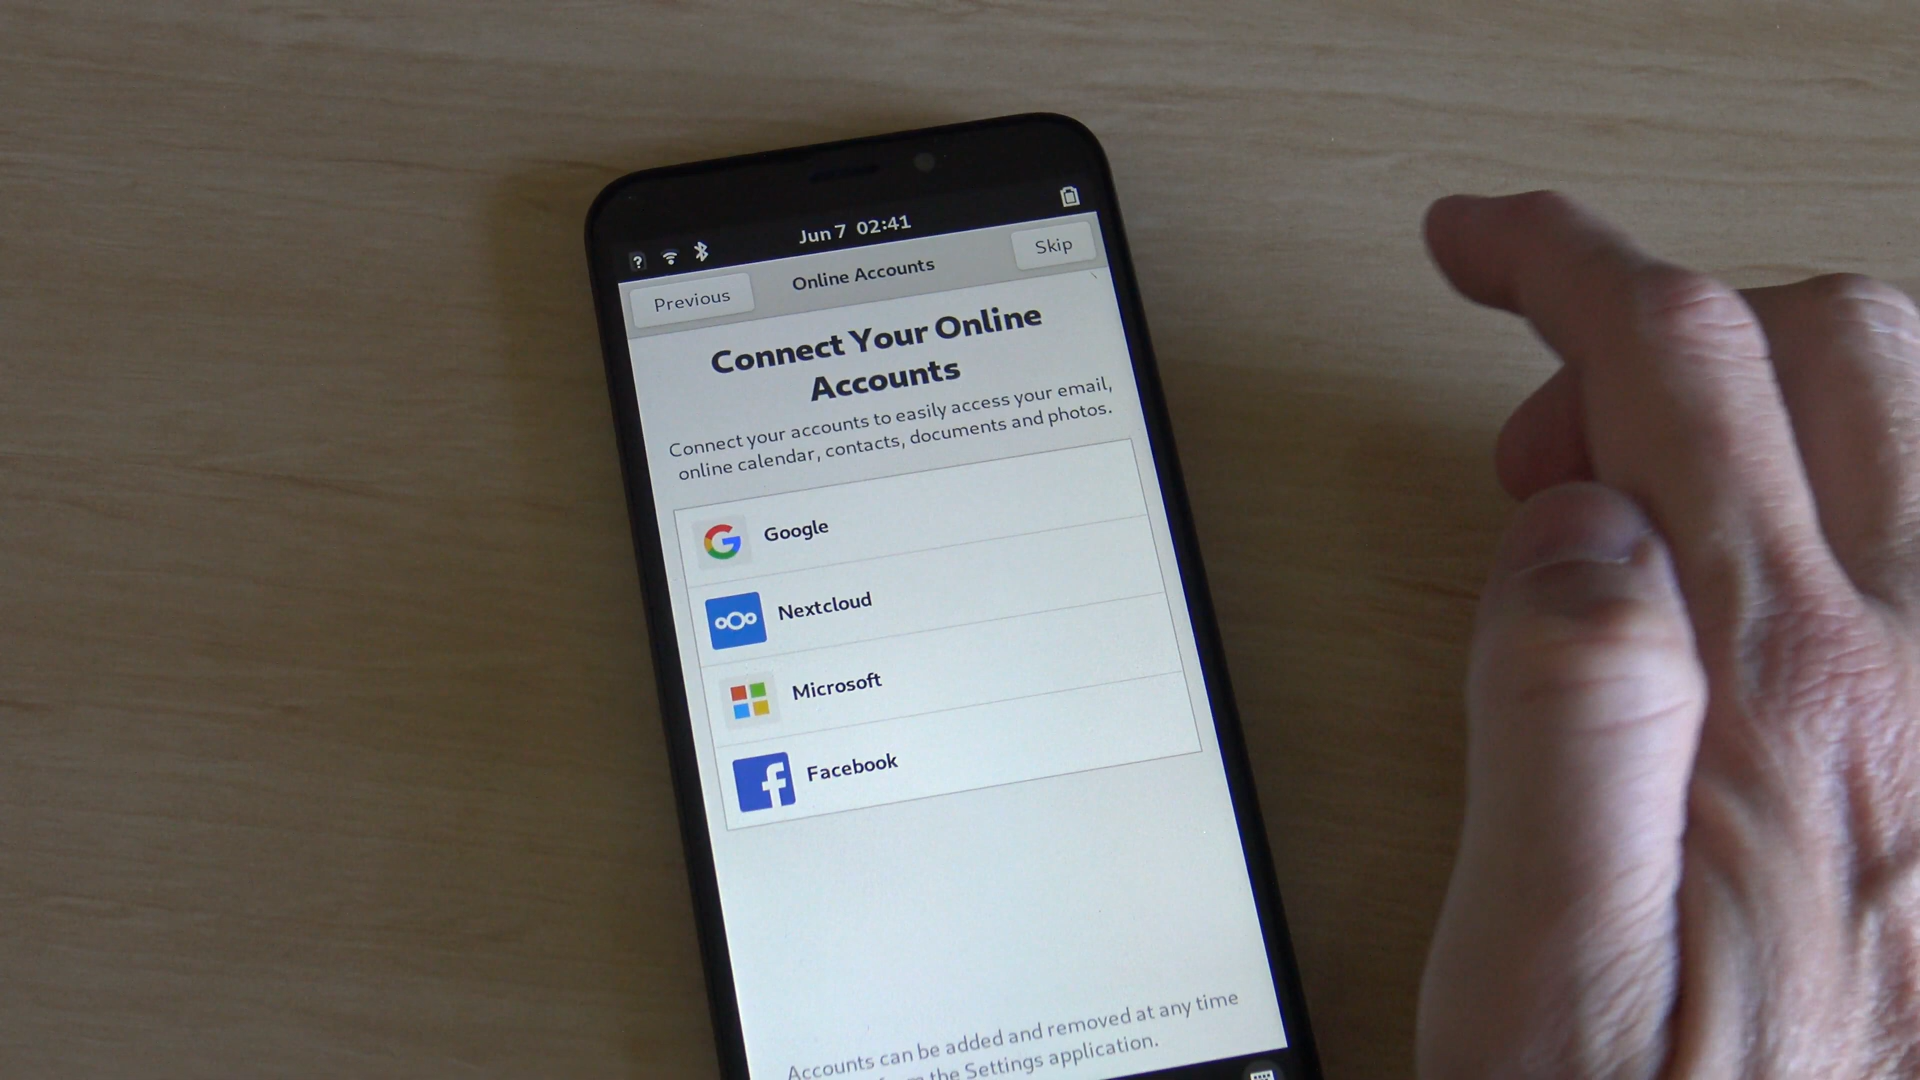 Jun 7 02:41
?
Previous
Online Accounts
Skip
Connect Your Online
Accounts
Connect your accounts to easily access your email,
online calendar, contacts, documents and photos.
Google
Nextcloud
Microsoft
Facebook
Accounts can be added and removed at any time
the Settings application.